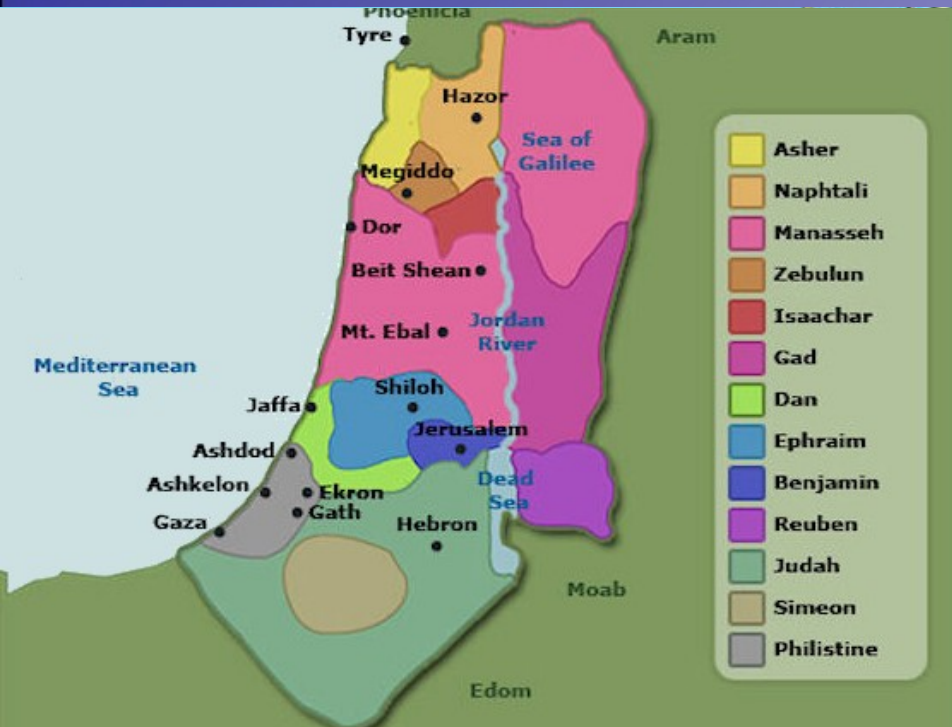 Phoenicia
Tyre
Aram
Hazor
Sea of
Galilee
Megiddo
Dor
Beit Shean
Mt. Ebal
Jordan
River
Mediterranean
Sea
Shiloh
Jaffa
Jerusalem
Ashdod
Dead
Sea
Ashkelon
Ekron
Gath
Gaza
Hebron
Moab
Edom
Asher
Naphtali
Manasseh
Zebulun
Isaachar
Gad
Dan
Ephraim
Benjamin
Reuben
Judah
Simeon
Philistine